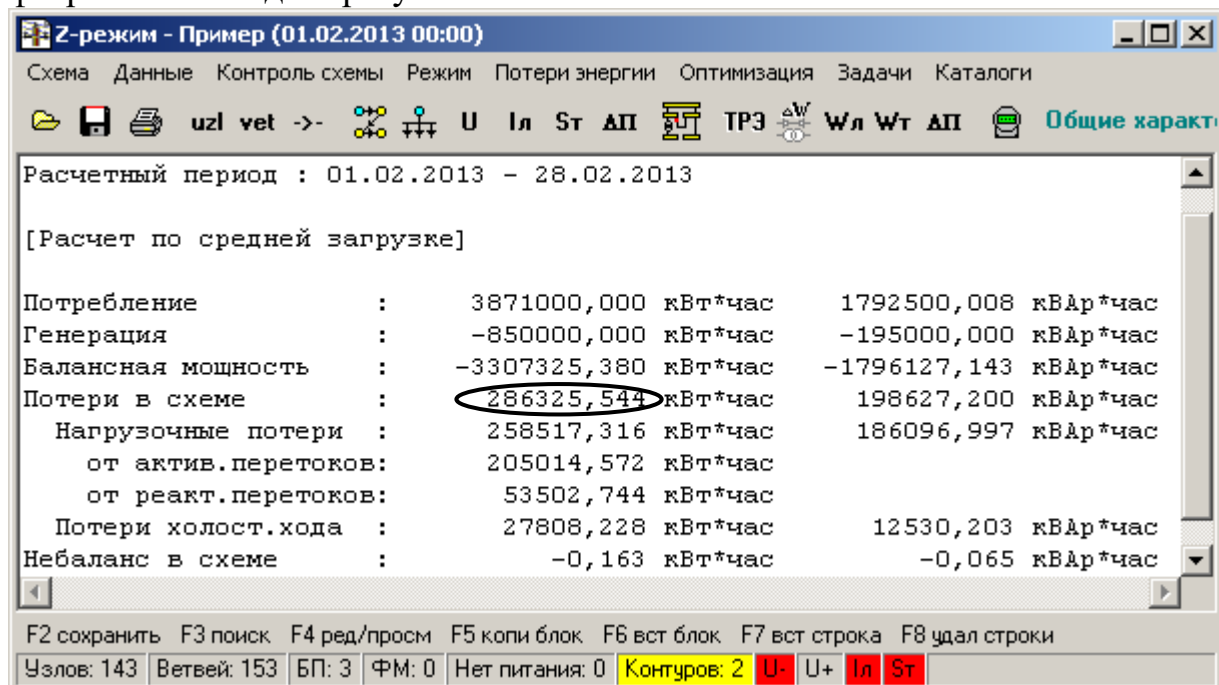 Z-режим - Пример (01.02.2013 00:00)
Схема Данные Контроль схемы Режим Потери энергии Оптимизация Задачи Каталоги
uzl vet ->- U Iл Sт ΔП ТРЭ ΔW Wл Wт ΔП Общие характ
Расчетный период : 01.02.2013 - 28.02.2013
[Расчет по средней загрузке]
Потребление : 3871000,000 кВт*час 1792500,008 кВАр*час
Генерация : -850000,000 кВт*час -195000,000 кВАр*час
Балансная мощность : -3307325,380 кВт*час -1796127,143 кВАр*час
Потери в схеме : 286325,544 кВт*час 198627,200 кВАр*час
Нагрузочные потери : 258517,316 кВт*час 186096,997 кВАр*час
от актив.перетоков: 205014,572 кВт*час
от реакт.перетоков: 53502,744 кВт*час
Потери холост.хода : 27808,228 кВт*час 12530,203 кВАр*час
Небаланс в схеме : -0,163 кВт*час -0,065 кВАр*час
F2 сохранить F3 поиск F4 ред/просм F5 копи блок F6 вст блок F7 вст строка F8 удал строки
Узлов: 143 Ветвей: 153 БП: 3 ФМ: 0 Нет питания: 0 Контуров: 2 U- U+ Iл Sт